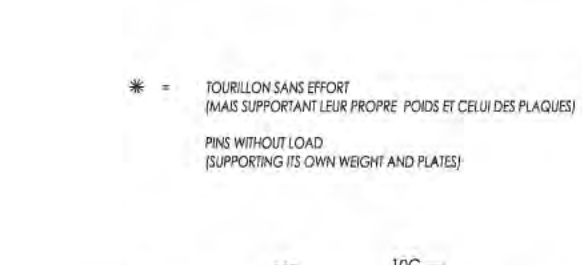 ✳ = TOURILLON SANS EFFORT
(MAIS SUPPORTANT LEUR PROPRE POIDS ET CELUI DES PLAQUES)
PINS WITHOUT LOAD
(SUPPORTING ITS OWN WEIGHT AND PLATES)